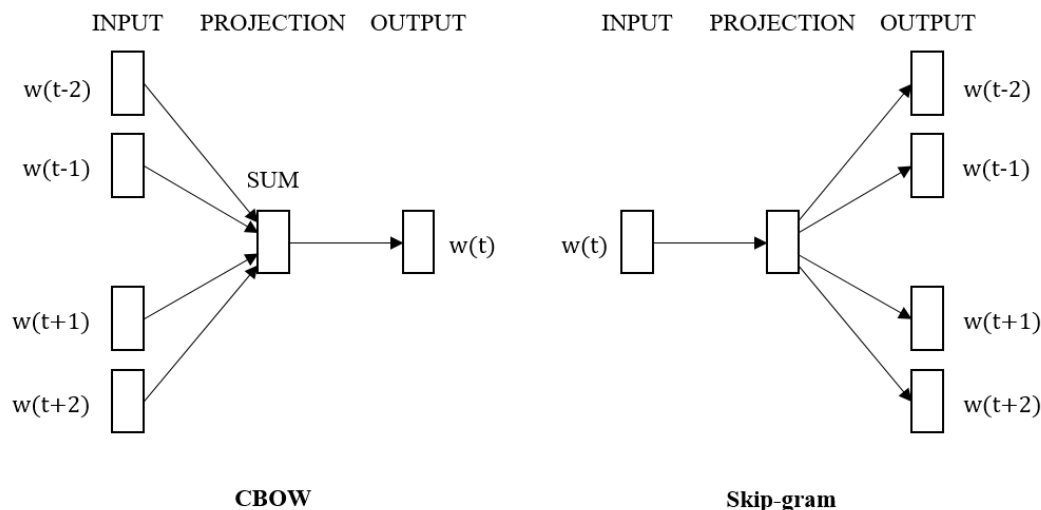 INPUT PROJECTION OUTPUT
w(t-2)
w(t-1)
SUM
w(t)
w(t+1)
w(t+2)
CBOW
INPUT PROJECTION OUTPUT
w(t-2)
w(t-1)
w(t)
w(t+1)
w(t+2)
Skip-gram